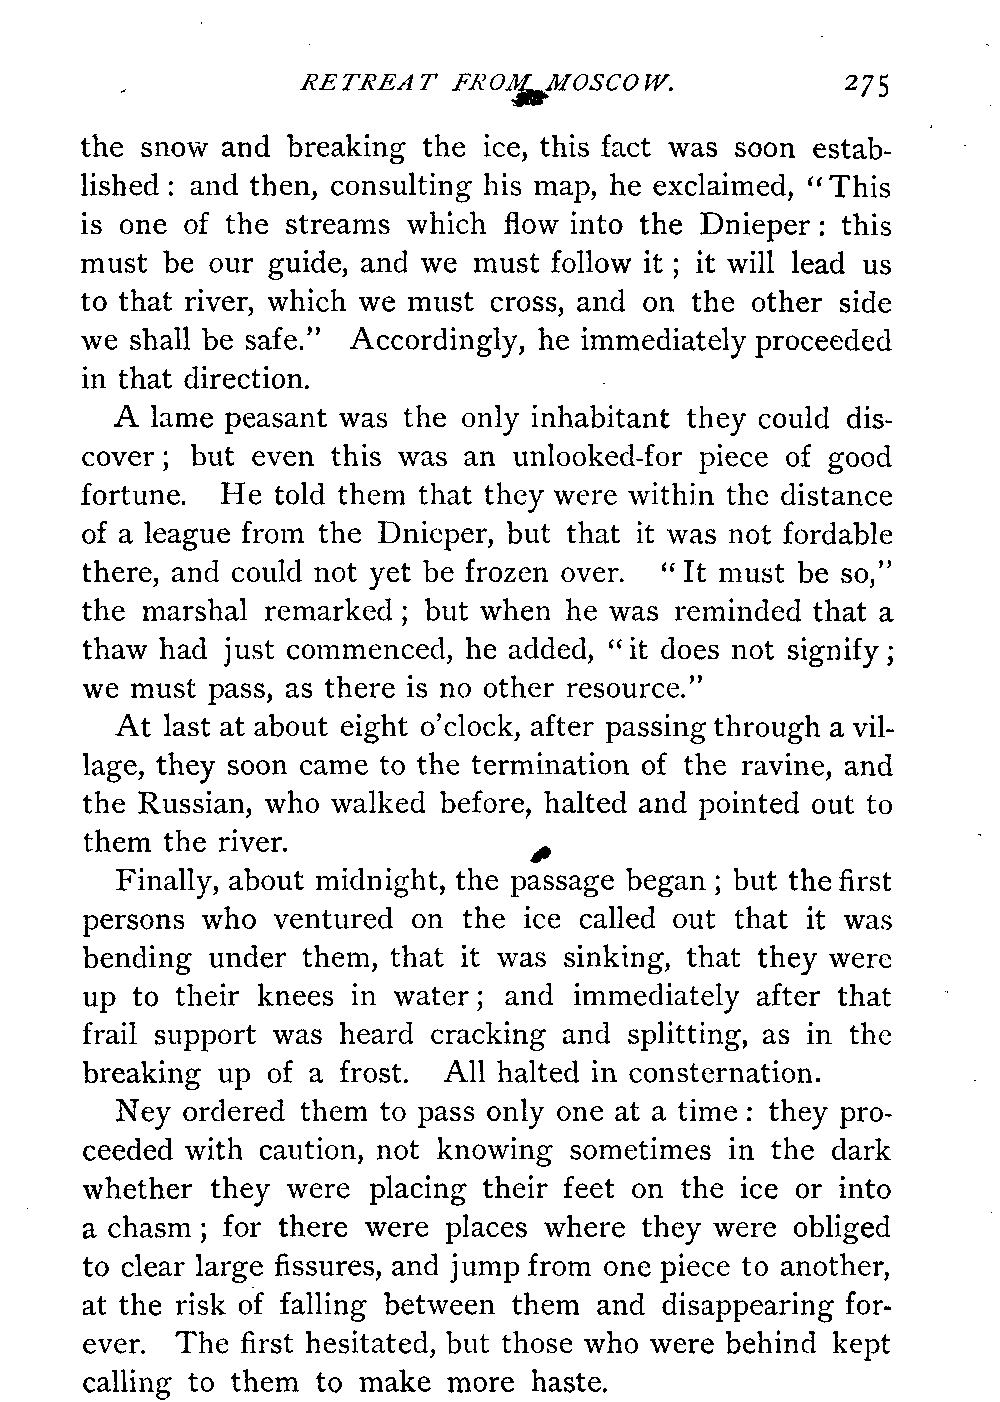 RETREAT FROM MOSCOW. 275
the snow and breaking the ice, this fact was soon estab-
lished : and then, consulting his map, he exclaimed, "This
is one of the streams which flow into the Dnieper : this
must be our guide, and we must follow it ; it will lead us
to that river, which we must cross, and on the other side
we shall be safe." Accordingly, he immediately proceeded
in that direction.
A lame peasant was the only inhabitant they could dis-
cover ; but even this was an unlooked-for piece of good
fortune. He told them that they were within the distance
of a league from the Dnieper, but that it was not fordable
there, and could not yet be frozen over. "It must be so,"
the marshal remarked ; but when he was reminded that a
thaw had just commenced, he added, "it does not signify ;
we must pass, as there is no other resource."
At last at about eight o'clock, after passing through a vil-
lage, they soon came to the termination of the ravine, and
the Russian, who walked before, halted and pointed out to
them the river.
Finally, about midnight, the passage began ; but the first
persons who ventured on the ice called out that it was
bending under them, that it was sinking, that they were
up to their knees in water ; and immediately after that
frail support was heard cracking and splitting, as in the
breaking up of a frost. All halted in consternation.
Ney ordered them to pass only one at a time : they pro-
ceeded with caution, not knowing sometimes in the dark
whether they were placing their feet on the ice or into
a chasm ; for there were places where they were obliged
to clear large fissures, and jump from one piece to another,
at the risk of falling between them and disappearing for-
ever. The first hesitated, but those who were behind kept
calling to them to make more haste.